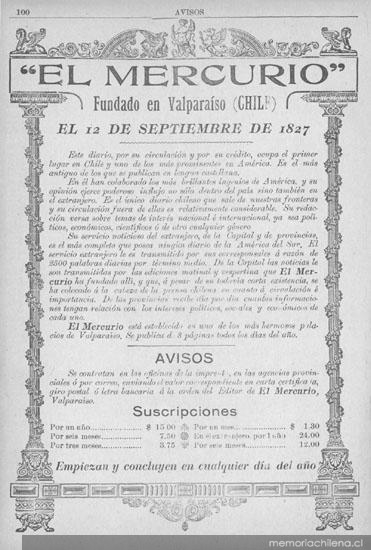 100
AVISOS
"EL MERCURIO"
Fundado en Valparaíso (CHILE)
EL 12 DE SEPTIEMBRE DE 1827
Este diario, por su circulación y por su crédito, ocupa el primer
lugar en Chile y uno de los más prominentes en América. Es el más
antiguo de los que se publican en lengua castellana.
En él han colaborado los más brillantes ingenios de América, y su
opinión ejerce poderoso influjo no sólo dentro del país sino también en
el extranjero. Es el único diario chileno que sale de nuestras fronteras
y su circulación fuera de ellas es relativamente considerable. Su redac-
ción versa sobre temas de interés nacional é internacional, ya sea polí-
ticos, económicos, científicos ó de otro cualquier género.
Su servicio noticioso del extranjero, de la Capital y de provincias,
es el más completo que posea ningún diario de la América del Sur. El
servicio extranjero le es transmitido por sus corresponsales á razón de
2500 palabras diarias por término medio. De la Capital las noticias le
son transmitidas por las ediciones matinal y vespertina que El Mer-
curio ha fundado allí, y que, á pesar de su todavía corta existencia, se
ha colocado á la cabeza de la prensa chilena en cuanto á circulación é
importancia. De las provincias recibe día por día cuantas informacio-
nes tengan relación con los intereses políticos, sociales y económicos de
cada uno.
El Mercurio está establecido en uno de los más hermosos pala-
cios de Valparaíso. Se publica de 8 páginas todos los días del año.
AVISOS
Se contratan en las oficinas de la imprenta, en las agencias provin-
ciales ó por correo, enviando el valor correspondiente en carta certificada,
giro postal ó letra bancaria á la orden del Editor de El Mercurio,
Valparaíso.
Suscripciones
Por un año $ 15.00 Por un mes $ 1.30
Por seis meses 7.50 En el extranjero, por 1 año 24.00
Por tres meses 3.75 Por seis meses 12.00
Empiezan y concluyen en cualquier día del año
memoriachilena.cl